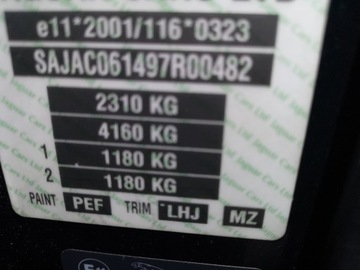 e11*2001/116*0323
SAJAC061497R00482
2310 KG
4160 KG
1 1180 KG
2 1180 KG
PAINT PEF TRIM LHJ MZ